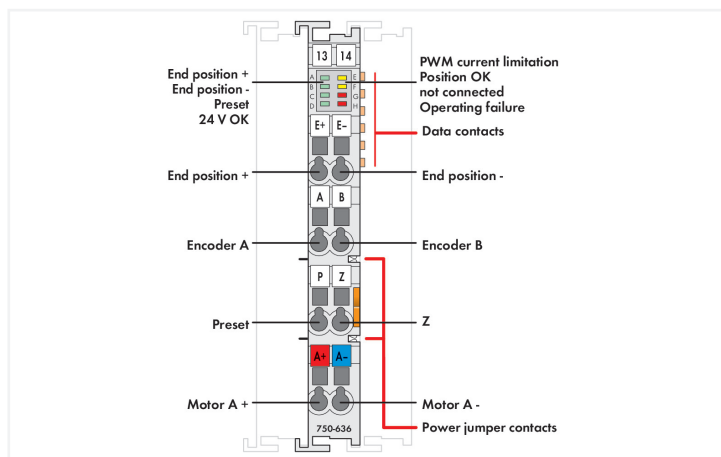 13 14
End position +
End position -
Preset
24 V OK
A
B
C
D
E
F
G
H
PWM current limitation
Position OK
not connected
Operating failure
Data contacts
E+ E−
End position +
End position -
A B
Encoder A
Encoder B
P Z
Preset
Z
A+ A−
Motor A +
Motor A -
Power jumper contacts
750-636